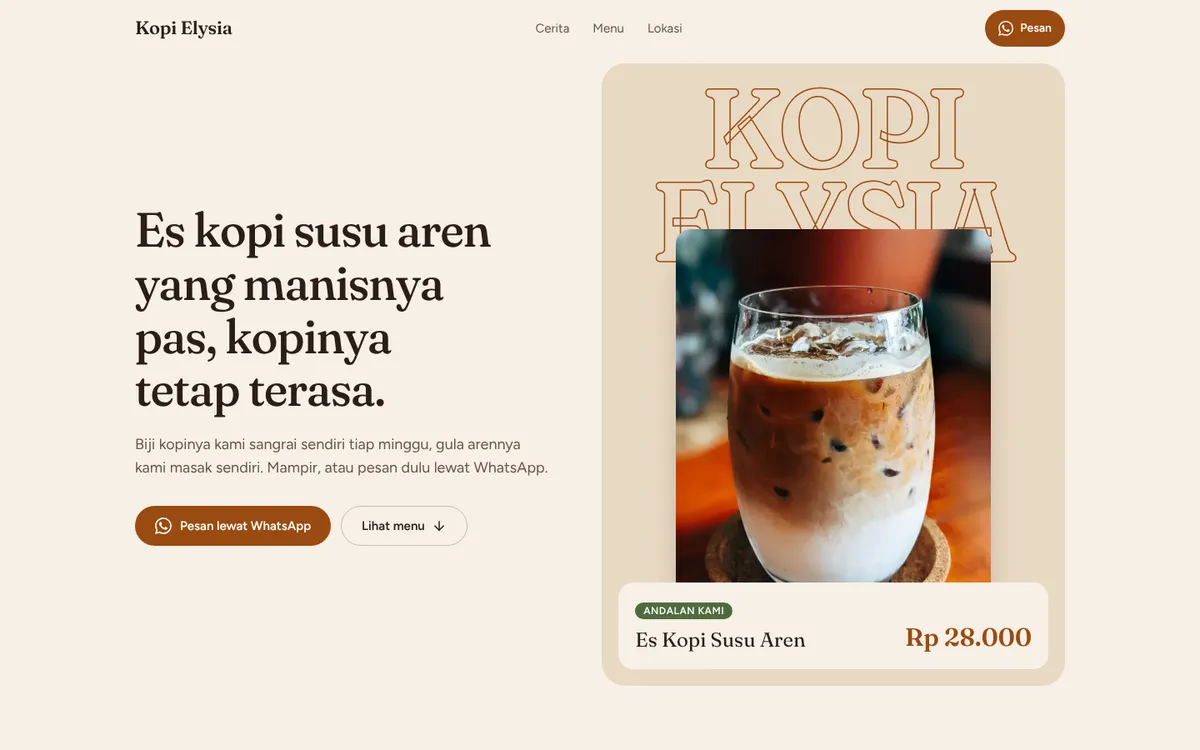 Kopi Elysia
Cerita
Menu
Lokasi
Pesan
Es kopi susu aren
yang manisnya
pas, kopinya
tetap terasa.
Biji kopinya kami sangrai sendiri tiap minggu, gula arennya
kami masak sendiri. Mampir, atau pesan dulu lewat WhatsApp.
Pesan lewat WhatsApp
Lihat menu
KOPI
ELYSIA
ANDALAN KAMI
Es Kopi Susu Aren
Rp 28.000